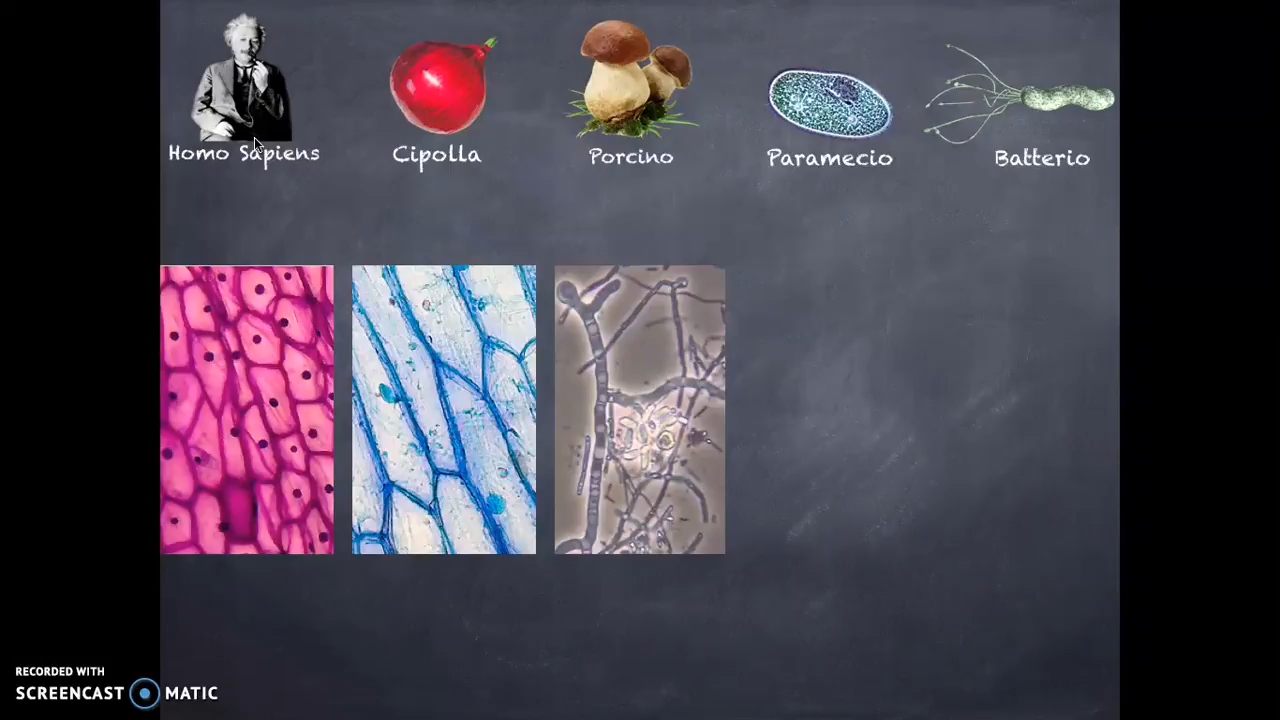 Homo Sapiens
Cipolla
Porcino
Paramecio
Batterio
RECORDED WITH
SCREENCAST MATIC